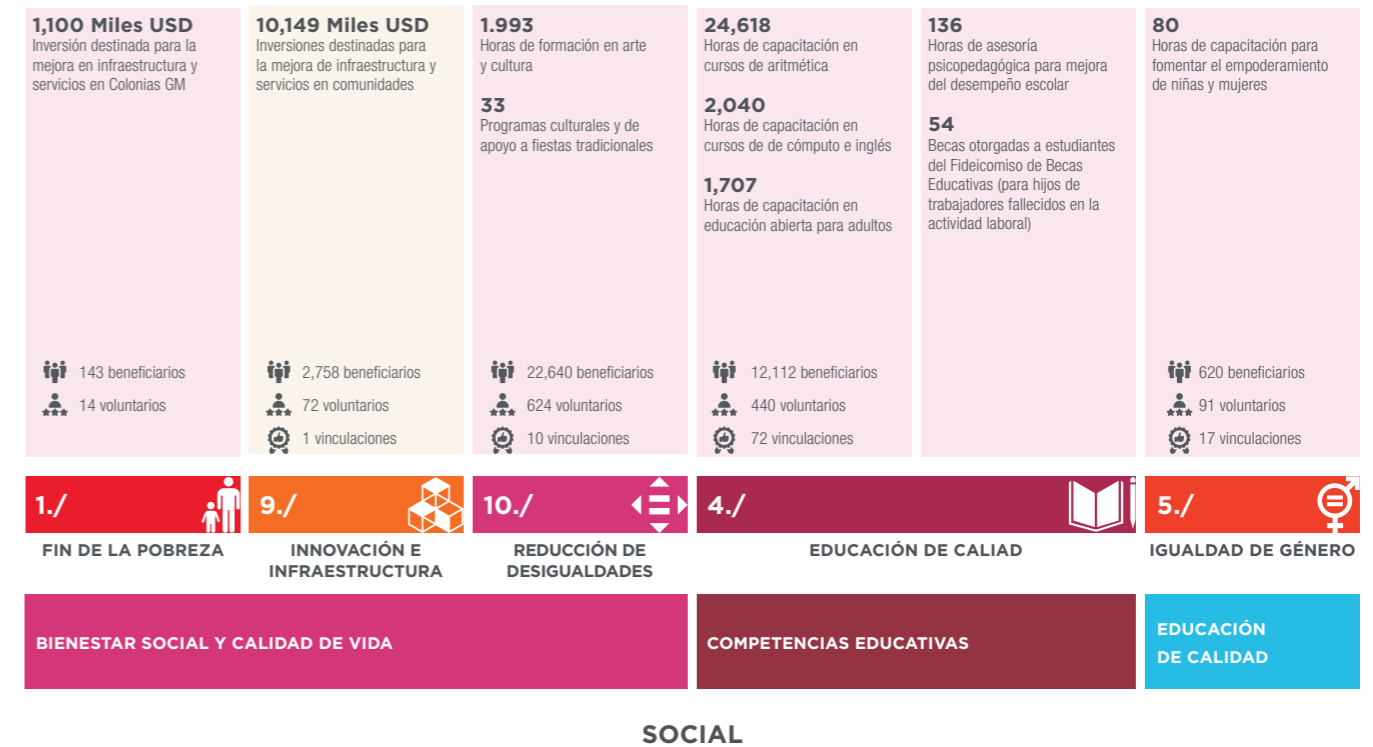 1,100 Miles USD
Inversión destinada para la
mejora en infraestructura y
servicios en Colonias GM
143 beneficiarios
14 voluntarios
10,149 Miles USD
Inversiones destinadas para
la mejora de infraestructura y
servicios en comunidades
2,758 beneficiarios
72 voluntarios
1 vinculaciones
1.993
Horas de formación en arte
y cultura
33
Programas culturales y de
apoyo a fiestas tradicionales
22,640 beneficiarios
624 voluntarios
10 vinculaciones
24,618
Horas de capacitación en
cursos de aritmética
2,040
Horas de capacitación en
cursos de de cómputo e inglés
1,707
Horas de capacitación en
educación abierta para adultos
12,112 beneficiarios
440 voluntarios
72 vinculaciones
136
Horas de asesoría
psicopedagógica para mejora
del desempeño escolar
54
Becas otorgadas a estudiantes
del Fideicomiso de Becas
Educativas (para hijos de
trabajadores fallecidos en la
actividad laboral)
80
Horas de capacitación para
fomentar el empoderamiento
de niñas y mujeres
620 beneficiarios
91 voluntarios
17 vinculaciones
1./
FIN DE LA POBREZA
9./
INNOVACIÓN E
INFRAESTRUCTURA
10./
REDUCCIÓN DE
DESIGUALDADES
4./
EDUCACIÓN DE CALIAD
5./
IGUALDAD DE GÉNERO
BIENESTAR SOCIAL Y CALIDAD DE VIDA
COMPETENCIAS EDUCATIVAS
EDUCACIÓN
DE CALIDAD
SOCIAL